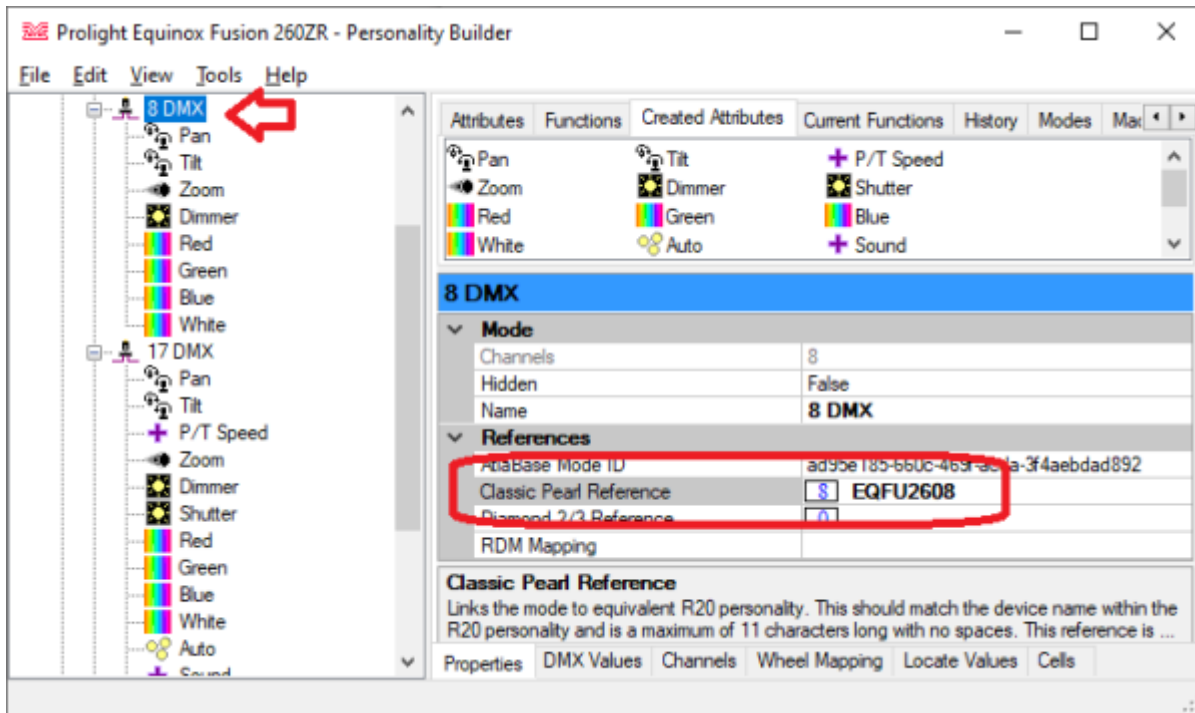 Prolight Equinox Fusion 260ZR - Personality Builder
File Edit View Tools Help
8 DMX
Pan
Tilt
Zoom
Dimmer
Red
Green
Blue
White
17 DMX
Pan
Tilt
P/T Speed
Zoom
Dimmer
Shutter
Red
Green
Blue
White
Auto
Sound
Attributes Functions Created Attributes Current Functions History Modes
Pan Tilt P/T Speed
Zoom Dimmer Shutter
Red Green Blue
White Auto Sound
8 DMX
Mode
Channels 8
Hidden False
Name 8 DMX
References
AtlaBase Mode ID
Classic Pearl Reference 8 EQFU2608
Diamond 2/3 Reference 0
RDM Mapping
Classic Pearl Reference
Links the mode to equivalent R20 personality. This should match the device name within the
R20 personality and is a maximum of 11 characters long with no spaces. This reference is ...
Properties DMX Values Channels Wheel Mapping Locate Values Cells